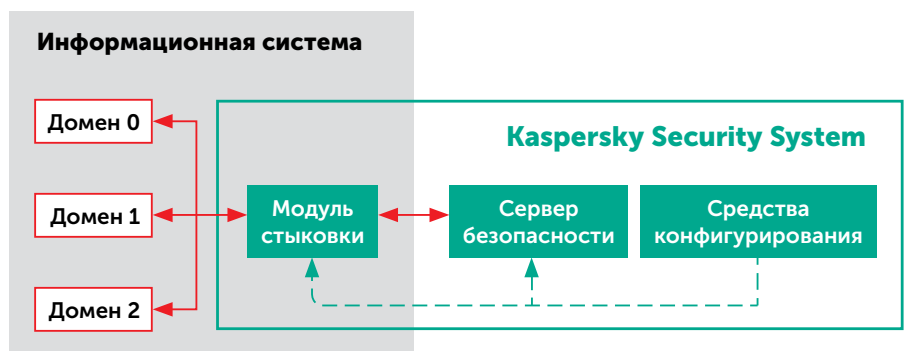 Информационная система
Домен 0
Kaspersky Security System
Домен 1
Модуль
стыковки
Сервер
безопасности
Средства
конфигурирования
Домен 2